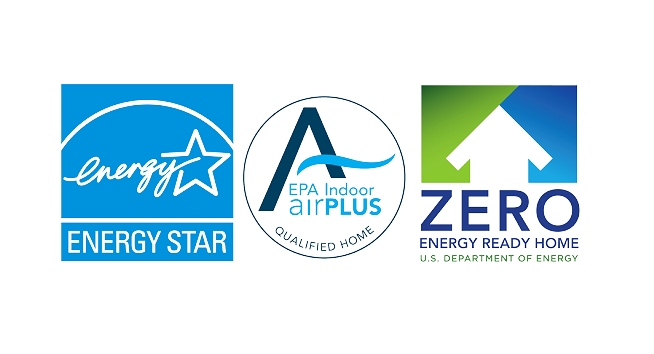 energy
ENERGY STAR
EPA Indoor
airPLUS
QUALIFIED HOME
ZERO
ENERGY READY HOME
U.S. DEPARTMENT OF ENERGY